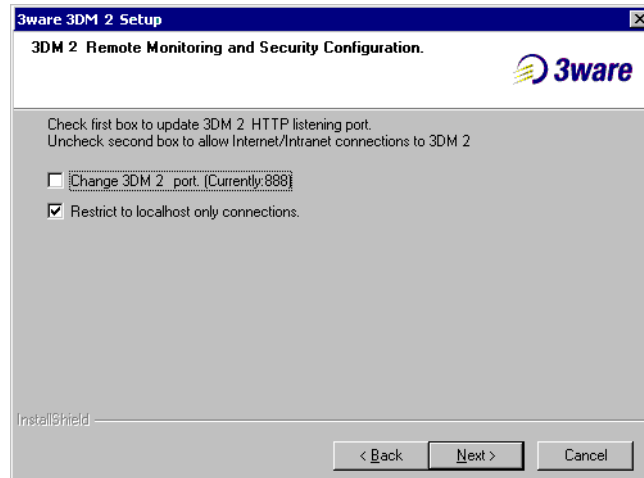 3ware 3DM 2 Setup
3DM 2 Remote Monitoring and Security Configuration.
3ware
Check first box to update 3DM 2 HTTP listening port.
Uncheck second box to allow Internet/Intranet connections to 3DM 2
Change 3DM 2 port. (Currently:888)
Restrict to localhost only connections.
InstallShield
< Back
Next >
Cancel